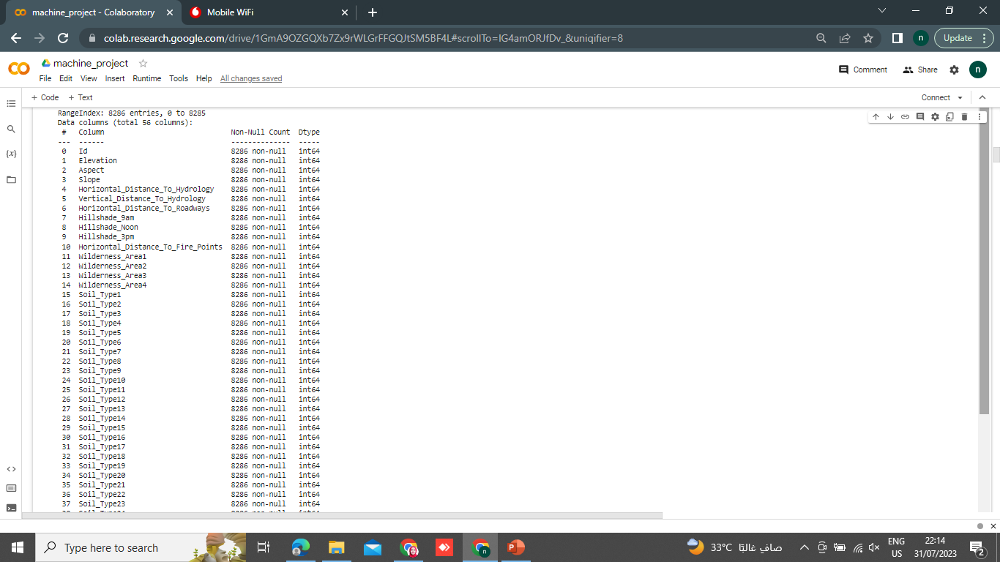 machine_project - Colaboratory
Mobile WiFi
colab.research.google.com/drive/1GmA9OZGQXb7Zx9rWLGrFFGQJtSM5BF4L#scrollTo=IG4amORJfDv_&uniqifier=8
n
Update
machine_project
File Edit View Insert Runtime Tools Help All changes saved
Comment Share n
+ Code + Text
Connect
RangeIndex: 8286 entries, 0 to 8285
Data columns (total 56 columns):
# Column Non-Null Count Dtype
--- ------ -------------- -----
0 Id 8286 non-null int64
1 Elevation 8286 non-null int64
2 Aspect 8286 non-null int64
3 Slope 8286 non-null int64
4 Horizontal_Distance_To_Hydrology 8286 non-null int64
5 Vertical_Distance_To_Hydrology 8286 non-null int64
6 Horizontal_Distance_To_Roadways 8286 non-null int64
7 Hillshade_9am 8286 non-null int64
8 Hillshade_Noon 8286 non-null int64
9 Hillshade_3pm 8286 non-null int64
10 Horizontal_Distance_To_Fire_Points 8286 non-null int64
11 Wilderness_Area1 8286 non-null int64
12 Wilderness_Area2 8286 non-null int64
13 Wilderness_Area3 8286 non-null int64
14 Wilderness_Area4 8286 non-null int64
15 Soil_Type1 8286 non-null int64
16 Soil_Type2 8286 non-null int64
17 Soil_Type3 8286 non-null int64
18 Soil_Type4 8286 non-null int64
19 Soil_Type5 8286 non-null int64
20 Soil_Type6 8286 non-null int64
21 Soil_Type7 8286 non-null int64
22 Soil_Type8 8286 non-null int64
23 Soil_Type9 8286 non-null int64
24 Soil_Type10 8286 non-null int64
25 Soil_Type11 8286 non-null int64
26 Soil_Type12 8286 non-null int64
27 Soil_Type13 8286 non-null int64
28 Soil_Type14 8286 non-null int64
29 Soil_Type15 8286 non-null int64
30 Soil_Type16 8286 non-null int64
31 Soil_Type17 8286 non-null int64
32 Soil_Type18 8286 non-null int64
33 Soil_Type19 8286 non-null int64
34 Soil_Type20 8286 non-null int64
35 Soil_Type21 8286 non-null int64
36 Soil_Type22 8286 non-null int64
37 Soil_Type23 8286 non-null int64
Type here to search
33°C صافٍ غالبًا
ENG
US
22:14
31/07/2023
2